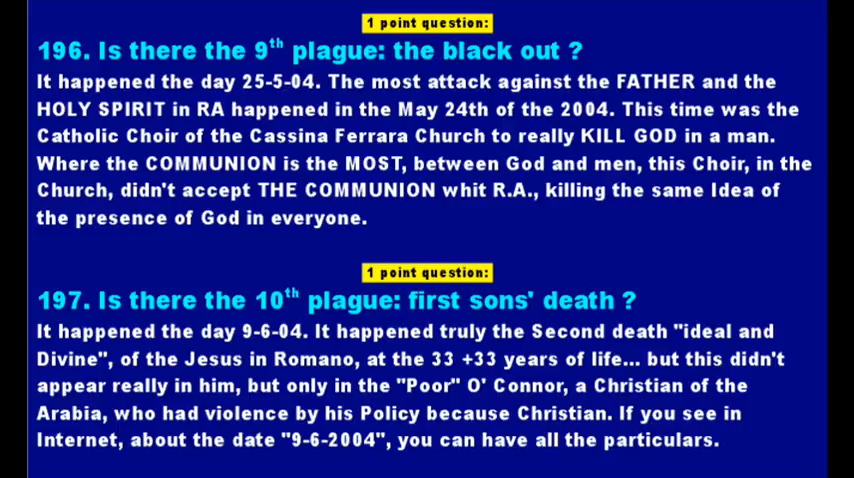 1 point question:
196. Is there the 9th plague: the black out ?
It happened the day 25-5-04. The most attack against the FATHER and the
HOLY SPIRIT in RA happened in the May 24th of the 2004. This time was the
Catholic Choir of the Cassina Ferrara Church to really KILL GOD in a man.
Where the COMMUNION is the MOST, between God and men, this Choir, in the
Church, didn't accept THE COMMUNION whit R.A., killing the same Idea of
the presence of God in everyone.
1 point question:
197. Is there the 10th plague: first sons' death ?
It happened the day 9-6-04. It happened truly the Second death "ideal and
Divine", of the Jesus in Romano, at the 33 +33 years of life... but this didn't
appear really in him, but only in the "Poor" O' Connor, a Christian of the
Arabia, who had violence by his Policy because Christian. If you see in
Internet, about the date "9-6-2004", you can have all the particulars.